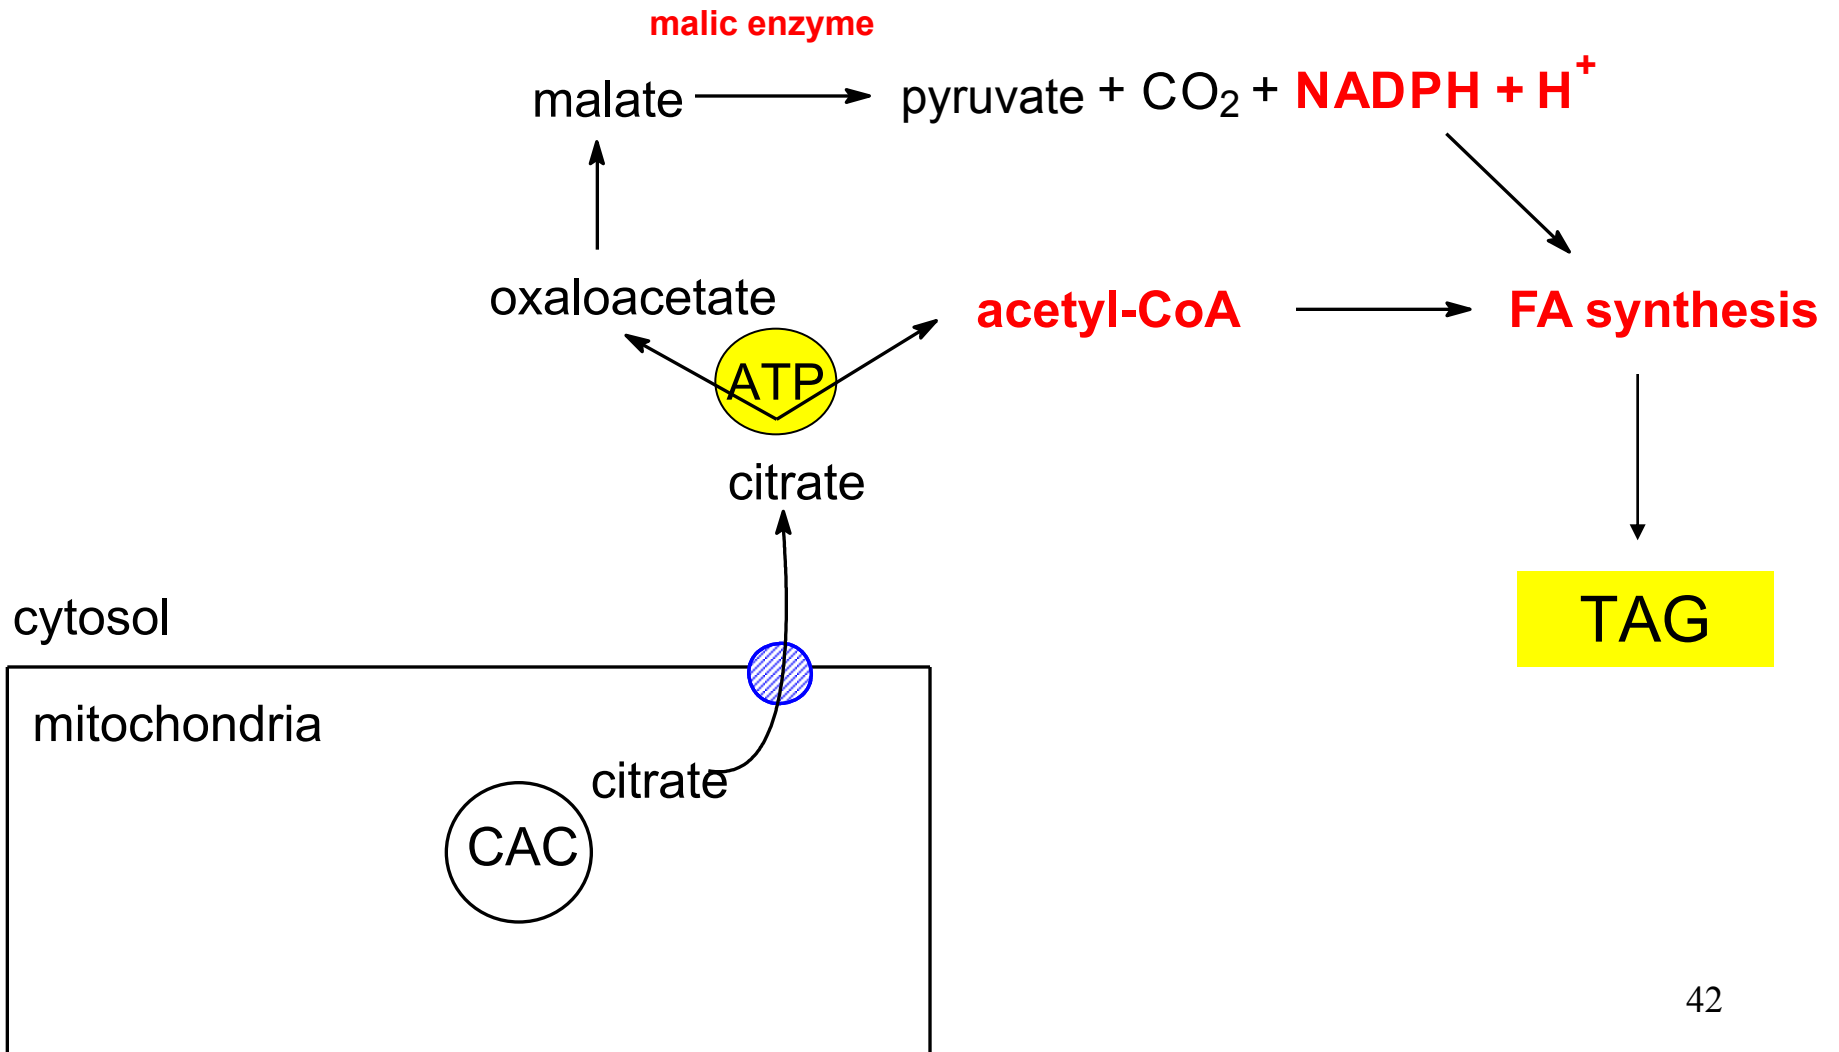 malic enzyme
malate pyruvate + CO₂ + NADPH + H⁺
oxaloacetate acetyl-CoA FA synthesis
ATP
citrate
cytosol TAG
mitochondria
citrate
CAC
42